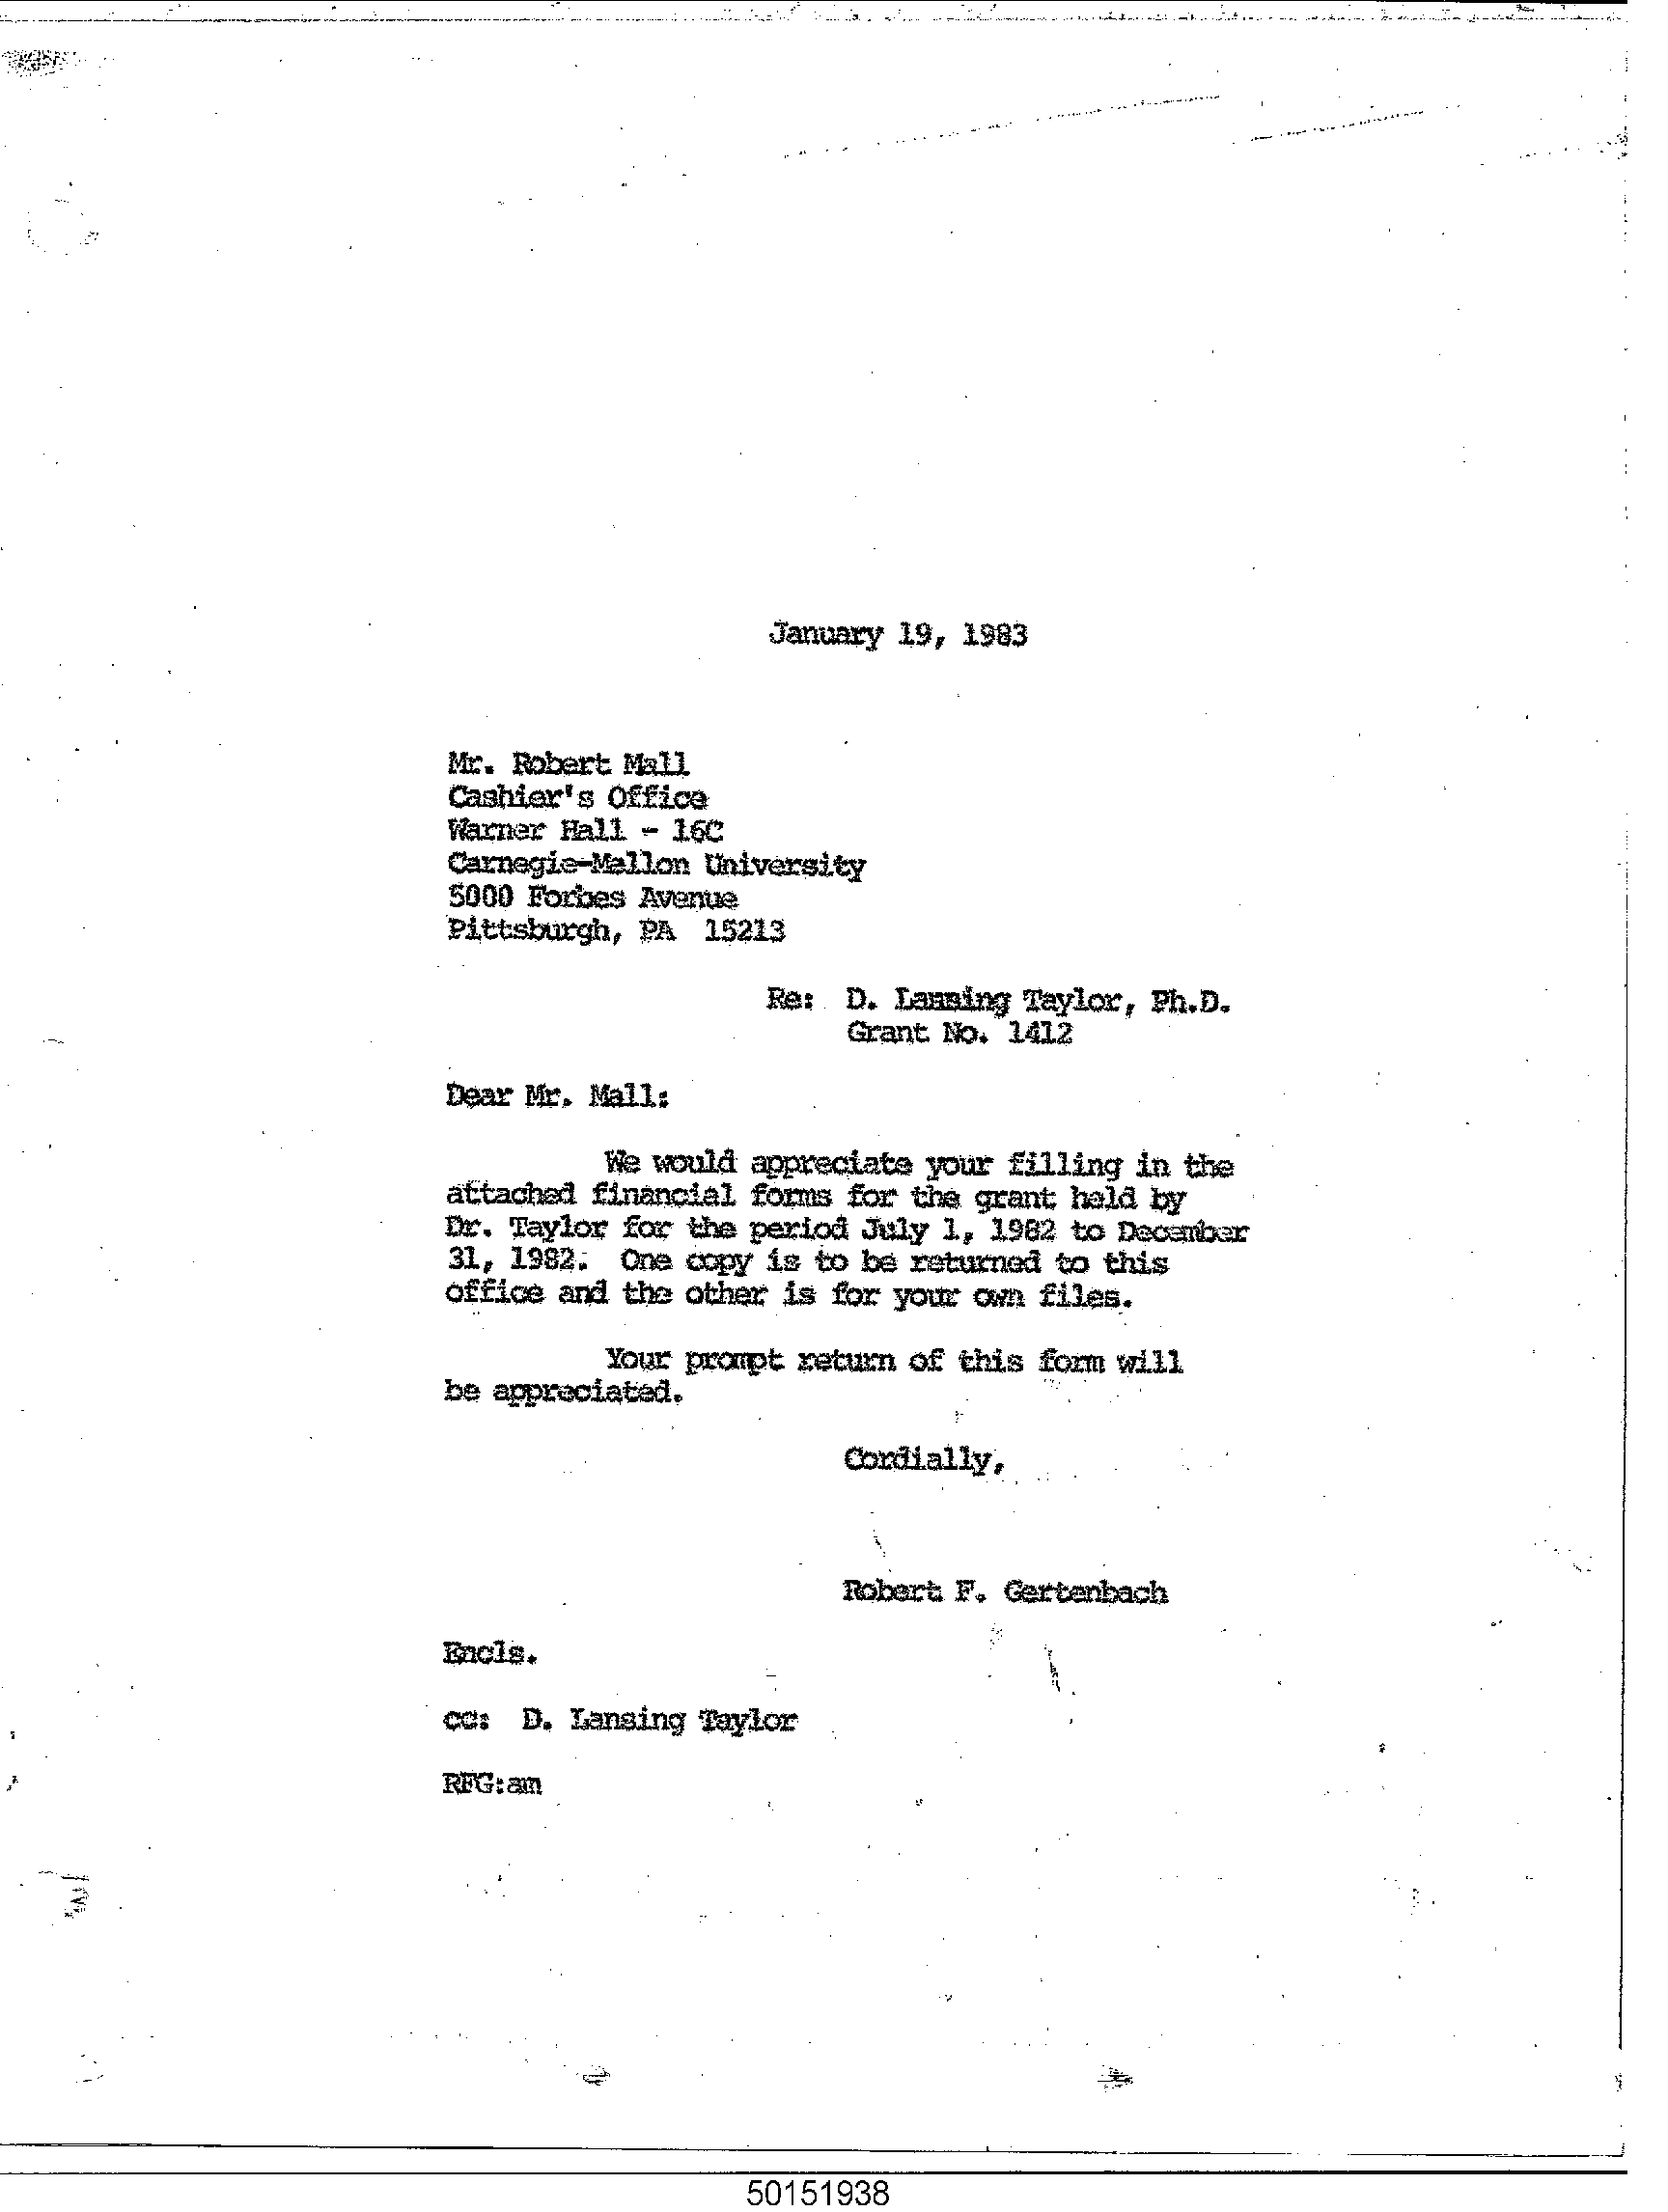 January 19, 1983
Mr. Robert Mall
Cashier's Office
Warner Hall - 16C
Carnegie-Mellon University
5000 Forbes Avenue
Pittsburgh, PA 15213
Re: D. Lansing Taylor, Ph.D.
Grant No. 1412
Dear Mr. Mall:
We would appreciate your filling in the
attached financial forms for the grant held by
Dr. Taylor for the period July 1, 1982 to December
31, 1982. One copy is to be returned to this
office and the other is for your own files.
Your prompt return of this form will
be appreciated.
Cordially,
Robert F. Gertenbach
Encls.
cc: D. Lansing Taylor
RFG:am
50151938